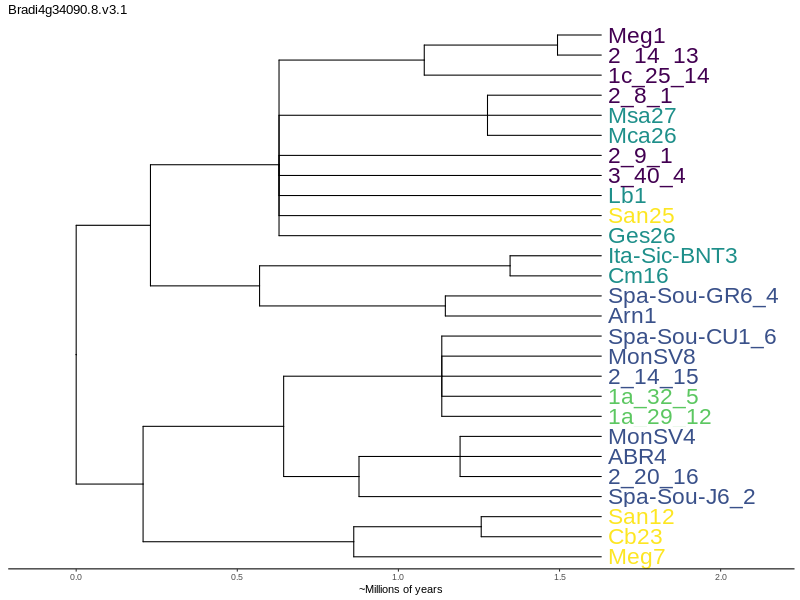 Bradi4g34090.8.v3.1
Meg1
2_14_13
1c_25_14
2_8_1
Msa27
Mca26
2_9_1
3_40_4
Lb1
San25
Ges26
Ita-Sic-BNT3
Cm16
Spa-Sou-GR6_4
Arn1
Spa-Sou-CU1_6
MonSV8
2_14_15
1a_32_5
1a_29_12
MonSV4
ABR4
2_20_16
Spa-Sou-J6_2
San12
Cb23
Meg7
0.0 0.5 1.0 1.5 2.0
~Millions of years